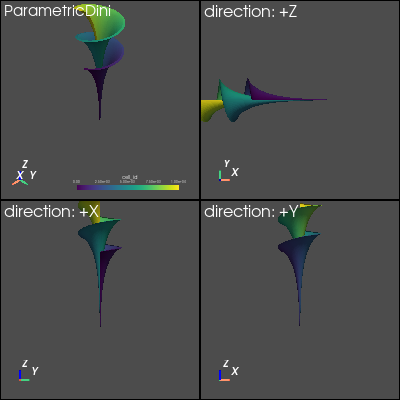 ParametricDini
direction: +Z
Z
X Y
cell_id
Y
X
direction: +X
direction: +Y
Z
Y
Z
X